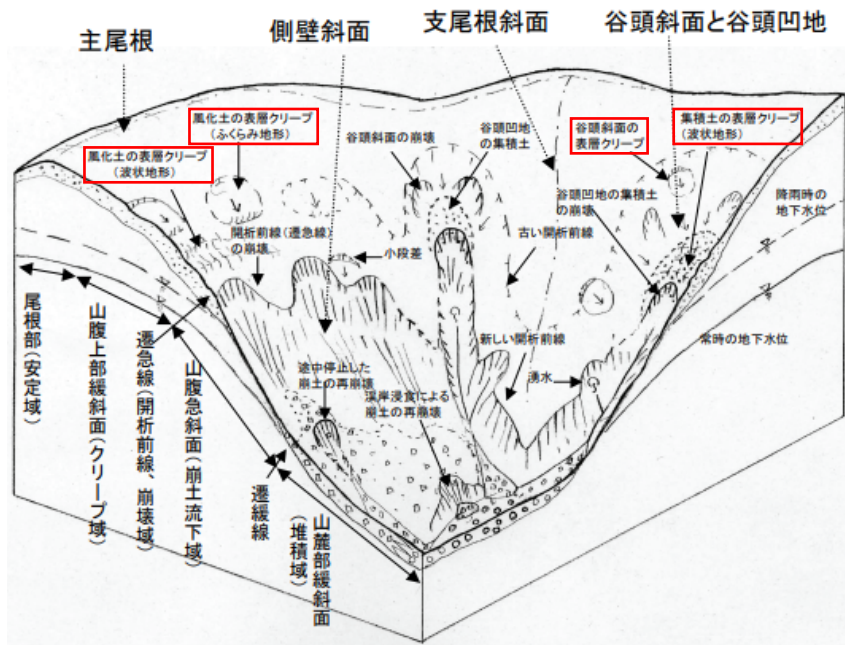 主尾根
側壁斜面
支尾根斜面
谷頭斜面と谷頭凹地
風化土の表層クリープ
(ふくらみ地形)
風化土の表層クリープ
(波状地形)
谷頭斜面の崩壊
谷頭凹地
の集積土
谷頭斜面の
表層クリープ
集積土の表層クリープ
(波状地形)
谷頭凹地の集積土
の崩壊
降雨時の
地下水位
開析前線(遷急線)
の崩壊
小段差
古い開析前線
新しい開析前線
常時の地下水位
湧水
途中停止した
崩土の再崩壊
渓岸浸食による
崩土の再崩壊
尾根部(安定域)
山腹上部緩斜面(クリープ域)
遷急線(開析前線、崩壊域)
山腹急斜面(崩土流下域)
遷緩線
山麓部緩斜面
(堆積域)